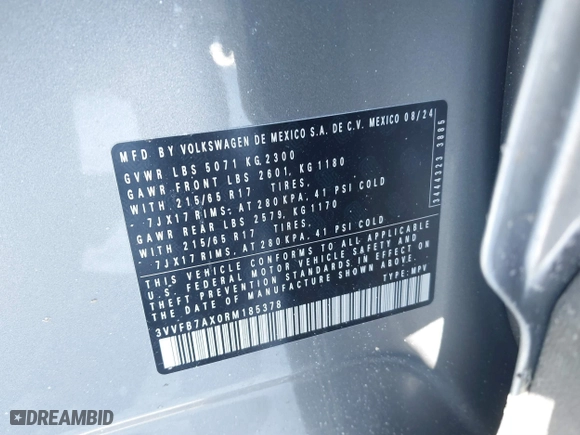 MFD BY VOLKSWAGEN DE MEXICO S.A. DE C.V. MEXICO 08/24
GVWR LBS 5071 KG 2300
GAWR FRONT LBS 2601, KG 1180
WITH 215/65 R17 TIRES,
- 7JX17 RIMS, AT 280 KPA, 41 PSI COLD
GAWR REAR LBS 2579, KG 1170
WITH 215/65 R17 TIRES,
- 7JX17 RIMS, AT 280 KPA, 41 PSI COLD
THIS VEHICLE CONFORMS TO ALL APPLICABLE
U.S. FEDERAL MOTOR VEHICLE SAFETY AND
THEFT PREVENTION STANDARDS IN EFFECT ON
THE DATE OF MANUFACTURE SHOWN ABOVE.
3VVFB7AX0RM185378 TYPE: MPV
3444323 3885
DREAMBID